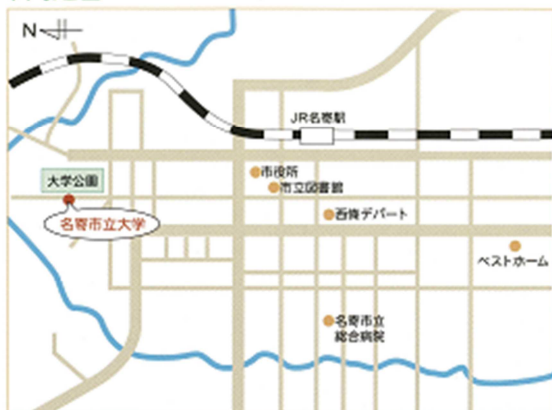 N
JR名寄駅
大学公園
市役所
市立図書館
名寄市立大学
西條デパート
ベストホーム
名寄市立
総合病院